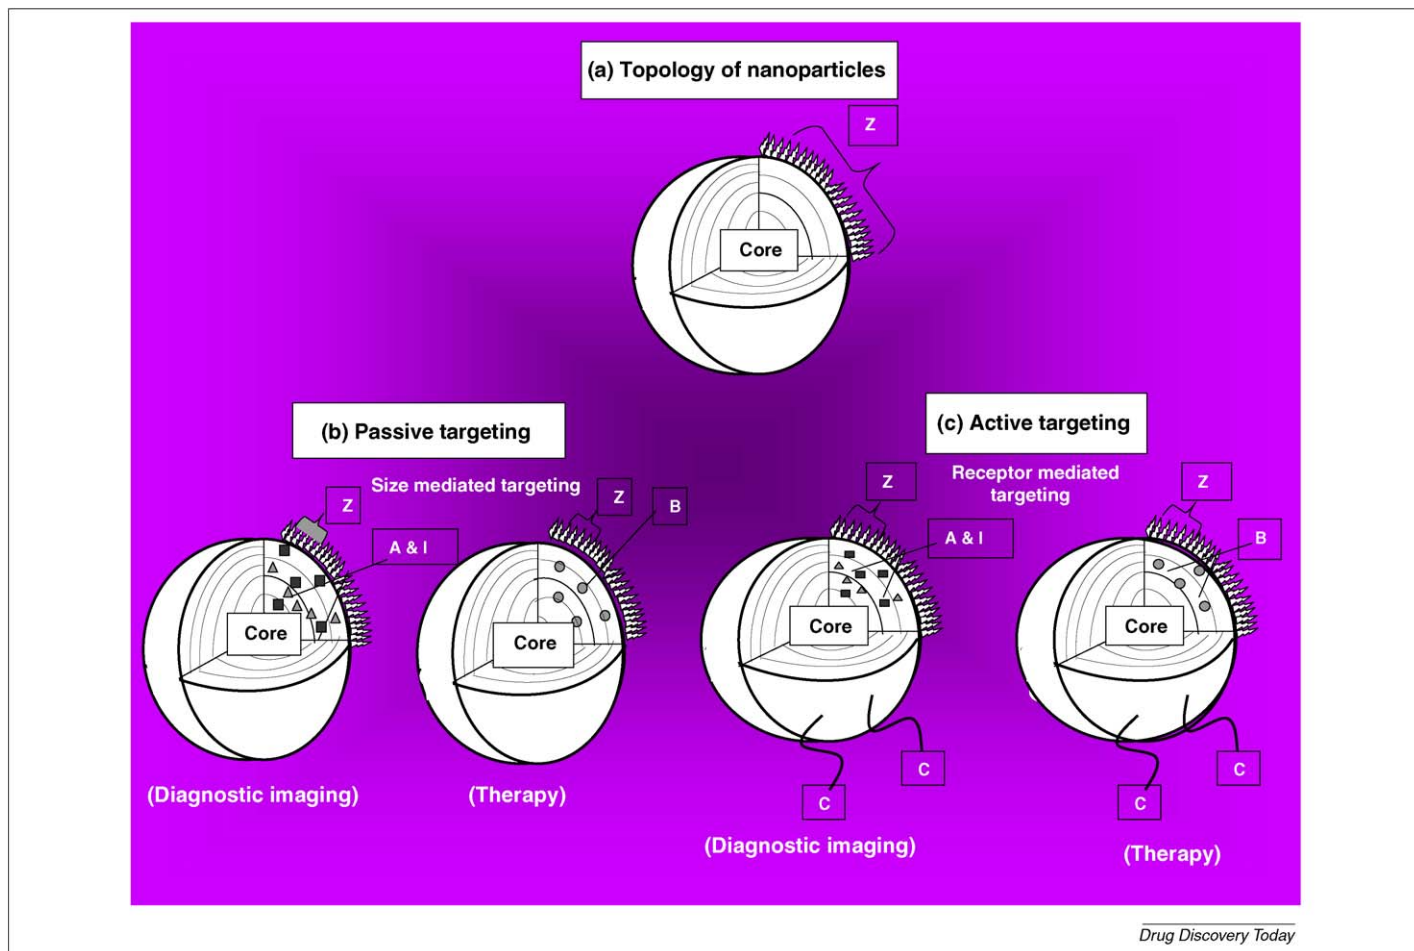 (a) Topology of nanoparticles
Z
Core
(b) Passive targeting
Size mediated targeting
Z
A & I
Core
(Diagnostic imaging)
Z
B
Core
(Therapy)
(c) Active targeting
Receptor mediated
targeting
Z
A & I
Core
C
C
(Diagnostic imaging)
Z
B
Core
C
C
(Therapy)
Drug Discovery Today